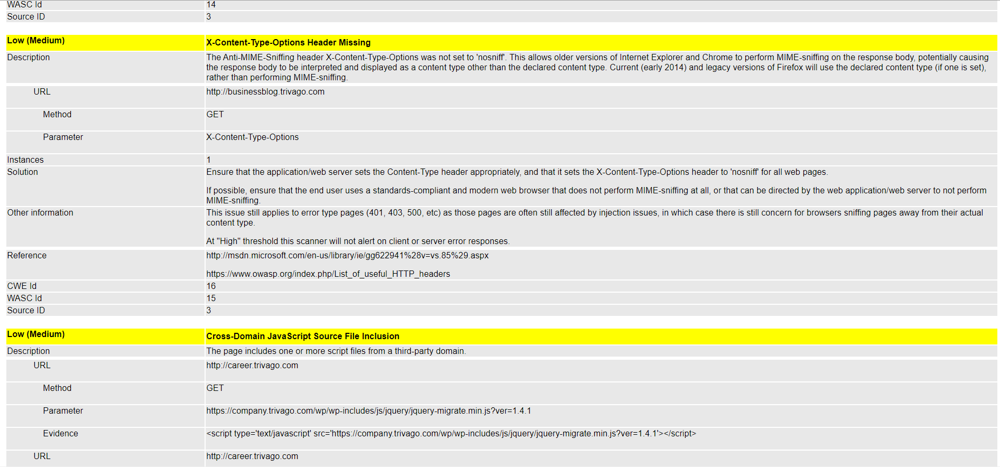 WASC Id 14
Source ID 3
Low (Medium) X-Content-Type-Options Header Missing
Description The Anti-MIME-Sniffing header X-Content-Type-Options was not set to 'nosniff'. This allows older versions of Internet Explorer and Chrome to perform MIME-sniffing on the response body, potentially causing
the response body to be interpreted and displayed as a content type other than the declared content type. Current (early 2014) and legacy versions of Firefox will use the declared content type (if one is set),
rather than performing MIME-sniffing.
URL http://businessblog.trivago.com
Method GET
Parameter X-Content-Type-Options
Instances 1
Solution Ensure that the application/web server sets the Content-Type header appropriately, and that it sets the X-Content-Type-Options header to 'nosniff' for all web pages.
If possible, ensure that the end user uses a standards-compliant and modern web browser that does not perform MIME-sniffing at all, or that can be directed by the web application/web server to not perform
MIME-sniffing.
Other information This issue still applies to error type pages (401, 403, 500, etc) as those pages are often still affected by injection issues, in which case there is still concern for browsers sniffing pages away from their actual
content type.
At "High" threshold this scanner will not alert on client or server error responses.
Reference http://msdn.microsoft.com/en-us/library/ie/gg622941%28v=vs.85%29.aspx
https://www.owasp.org/index.php/List_of_useful_HTTP_headers
CWE Id 16
WASC Id 15
Source ID 3
Low (Medium) Cross-Domain JavaScript Source File Inclusion
Description The page includes one or more script files from a third-party domain.
URL http://career.trivago.com
Method GET
Parameter https://company.trivago.com/wp/wp-includes/js/jquery/jquery-migrate.min.js?ver=1.4.1
Evidence <script type='text/javascript' src='https://company.trivago.com/wp/wp-includes/js/jquery/jquery-migrate.min.js?ver=1.4.1'></script>
URL http://career.trivago.com